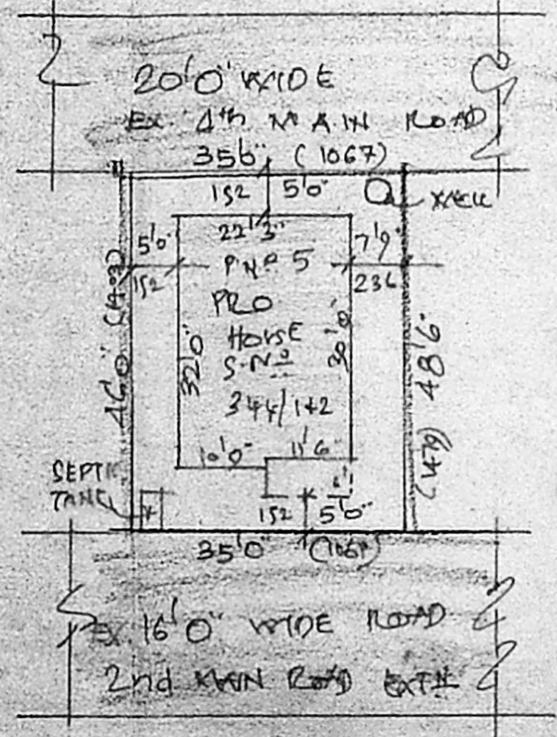 20'0" WIDE
Ex. 4th MAIN ROAD
35'0" (1067)
152 5'0"
WELL
22'3"
5'0"
152
7'9"
236
P.No 5
PRO
HOUSE
S.No
344/1+2
32'0"
30'0"
46'0"
48'6"
(1479)
10'0"
11'6"
SEPTIC
TANK
152 5'0"
35'0" (1067)
Ex. 16'0" WIDE ROAD
2nd MAIN ROAD EXTN